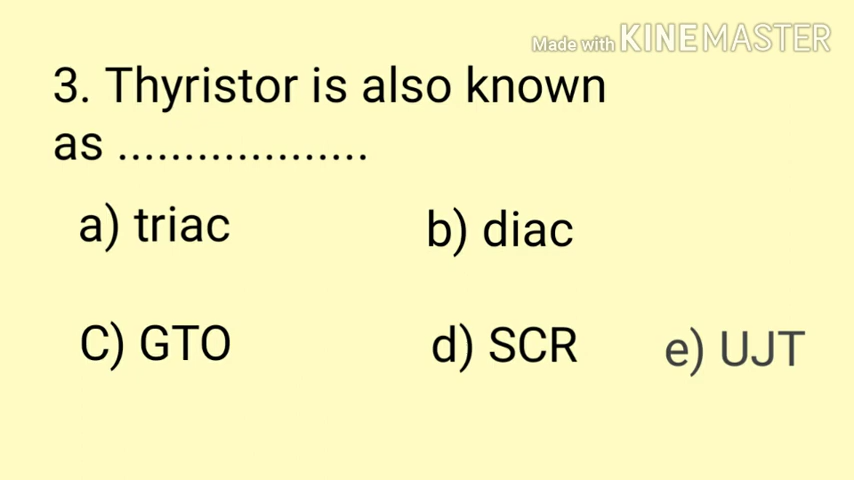 Made with KINEMASTER
3. Thyristor is also known
as ...................
a) triac b) diac
C) GTO d) SCR e) UJT